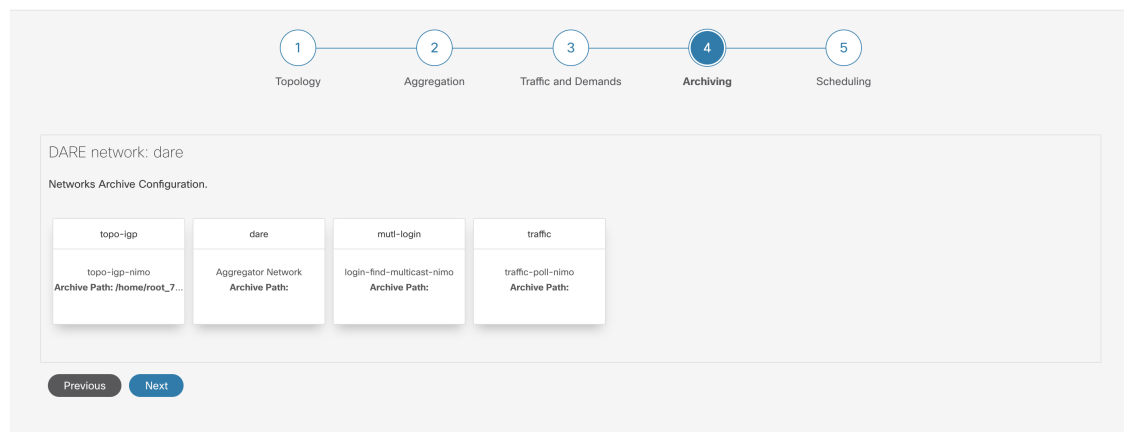 1 2 3 4 5
Topology Aggregation Traffic and Demands Archiving Scheduling
DARE network: dare
Networks Archive Configuration.
topo-igp dare mutl-login traffic
topo-igp-nimo Aggregator Network login-find-multicast-nimo traffic-poll-nimo
Archive Path: /home/root_7... Archive Path: Archive Path: Archive Path:
Previous Next